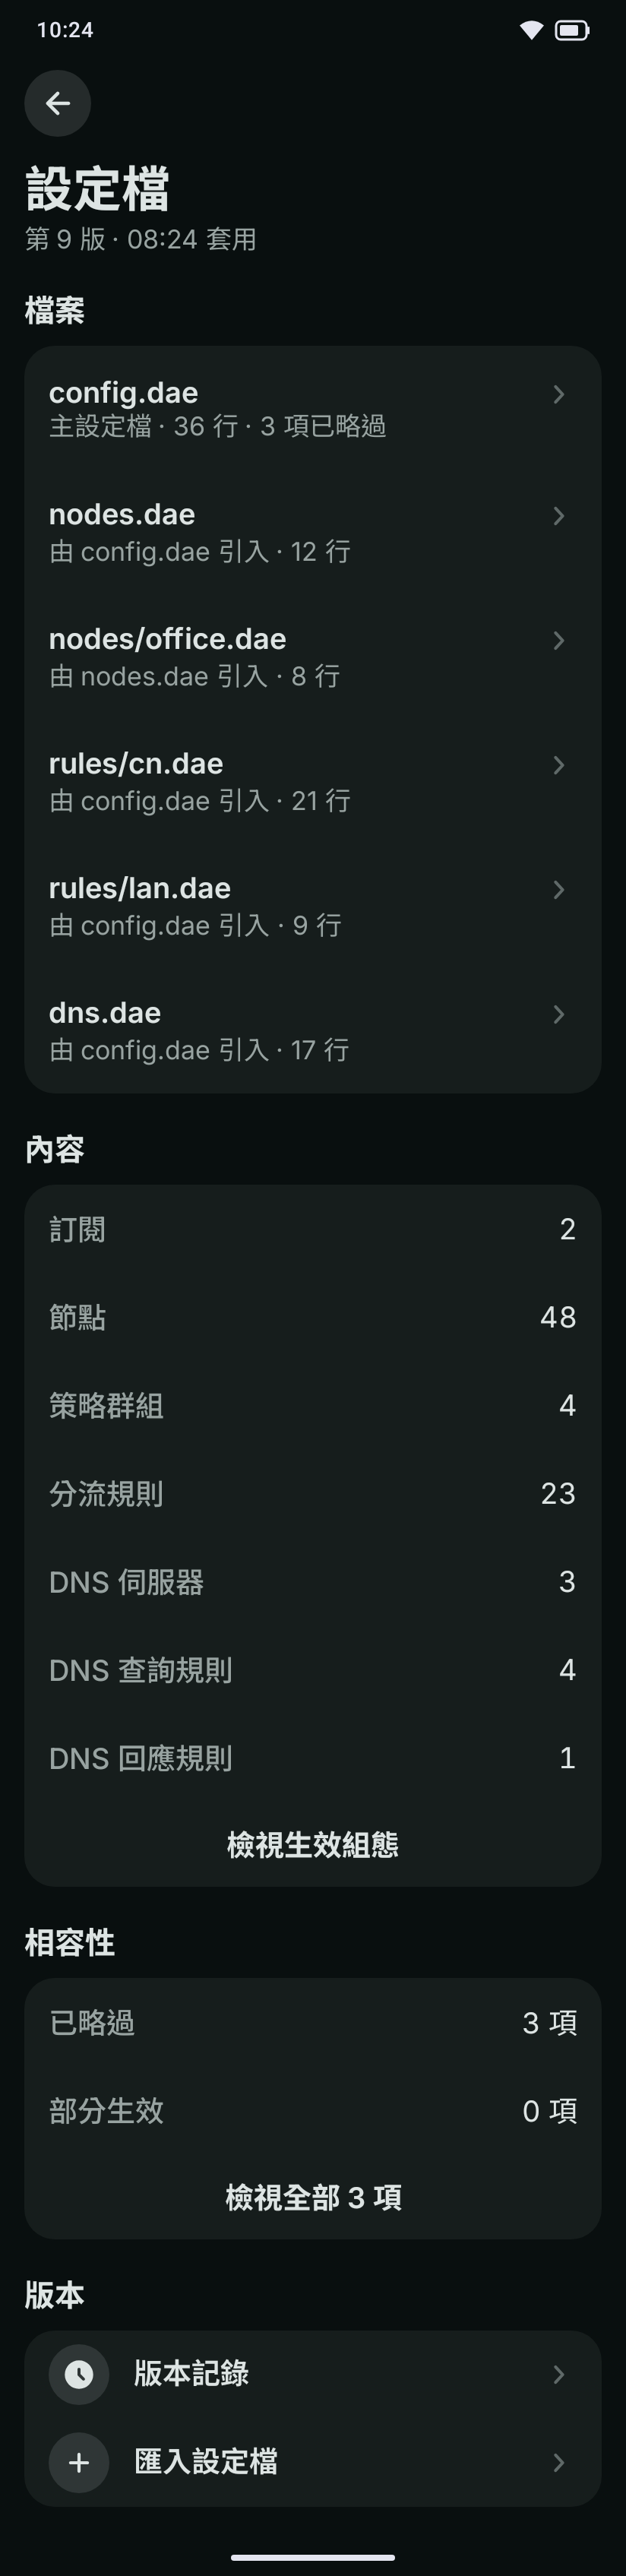 10:24
設定檔
第 9 版 · 08:24 套用
檔案
config.dae
主設定檔 · 36 行 · 3 項已略過
nodes.dae
由 config.dae 引入 · 12 行
nodes/office.dae
由 nodes.dae 引入 · 8 行
rules/cn.dae
由 config.dae 引入 · 21 行
rules/lan.dae
由 config.dae 引入 · 9 行
dns.dae
由 config.dae 引入 · 17 行
內容
訂閱 2
節點 48
策略群組 4
分流規則 23
DNS 伺服器 3
DNS 查詢規則 4
DNS 回應規則 1
檢視生效組態
相容性
已略過 3 項
部分生效 0 項
檢視全部 3 項
版本
版本記錄
匯入設定檔